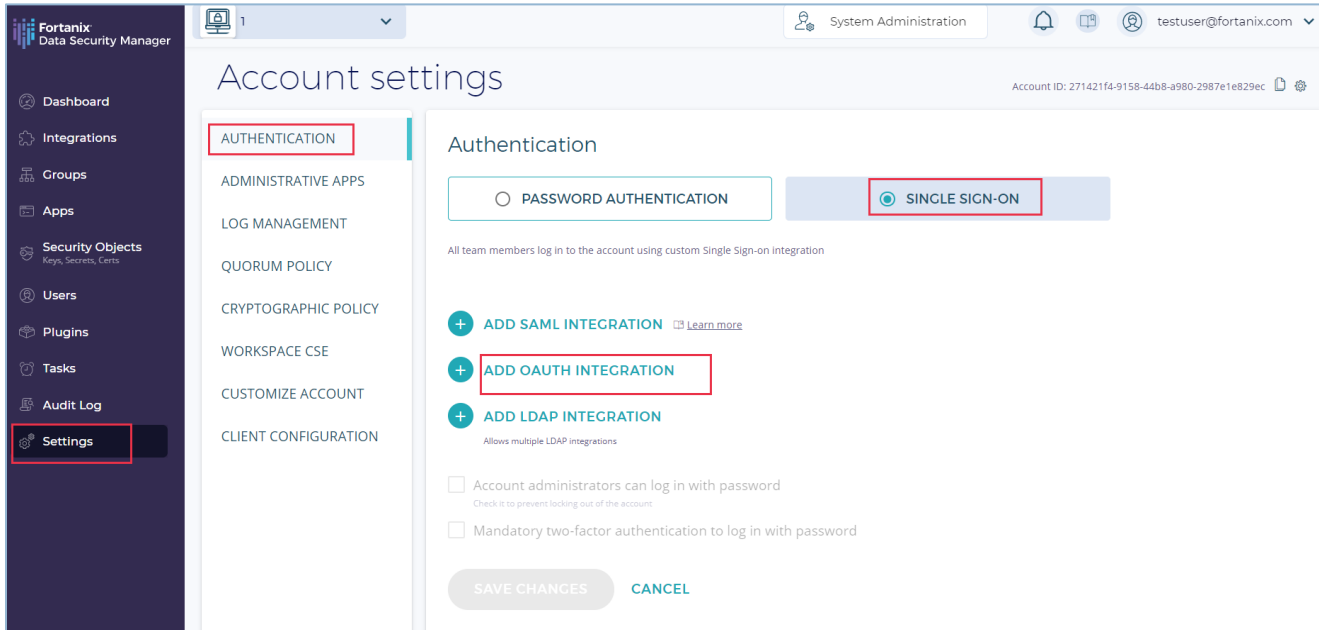 Fortanix®
Data Security Manager
1
System Administration
testuser@fortanix.com
Dashboard
Integrations
Groups
Apps
Security Objects
Keys, Secrets, Certs
Users
Plugins
Tasks
Audit Log
Settings
Account settings
Account ID: 271421f4-9158-44b8-a980-2987e1e829ec
AUTHENTICATION
ADMINISTRATIVE APPS
LOG MANAGEMENT
QUORUM POLICY
CRYPTOGRAPHIC POLICY
WORKSPACE CSE
CUSTOMIZE ACCOUNT
CLIENT CONFIGURATION
Authentication
PASSWORD AUTHENTICATION
SINGLE SIGN-ON
All team members log in to the account using custom Single Sign-on integration
ADD SAML INTEGRATION Learn more
ADD OAUTH INTEGRATION
ADD LDAP INTEGRATION
Allows multiple LDAP integrations
Account administrators can log in with password
Check it to prevent locking out of the account
Mandatory two-factor authentication to log in with password
SAVE CHANGES CANCEL